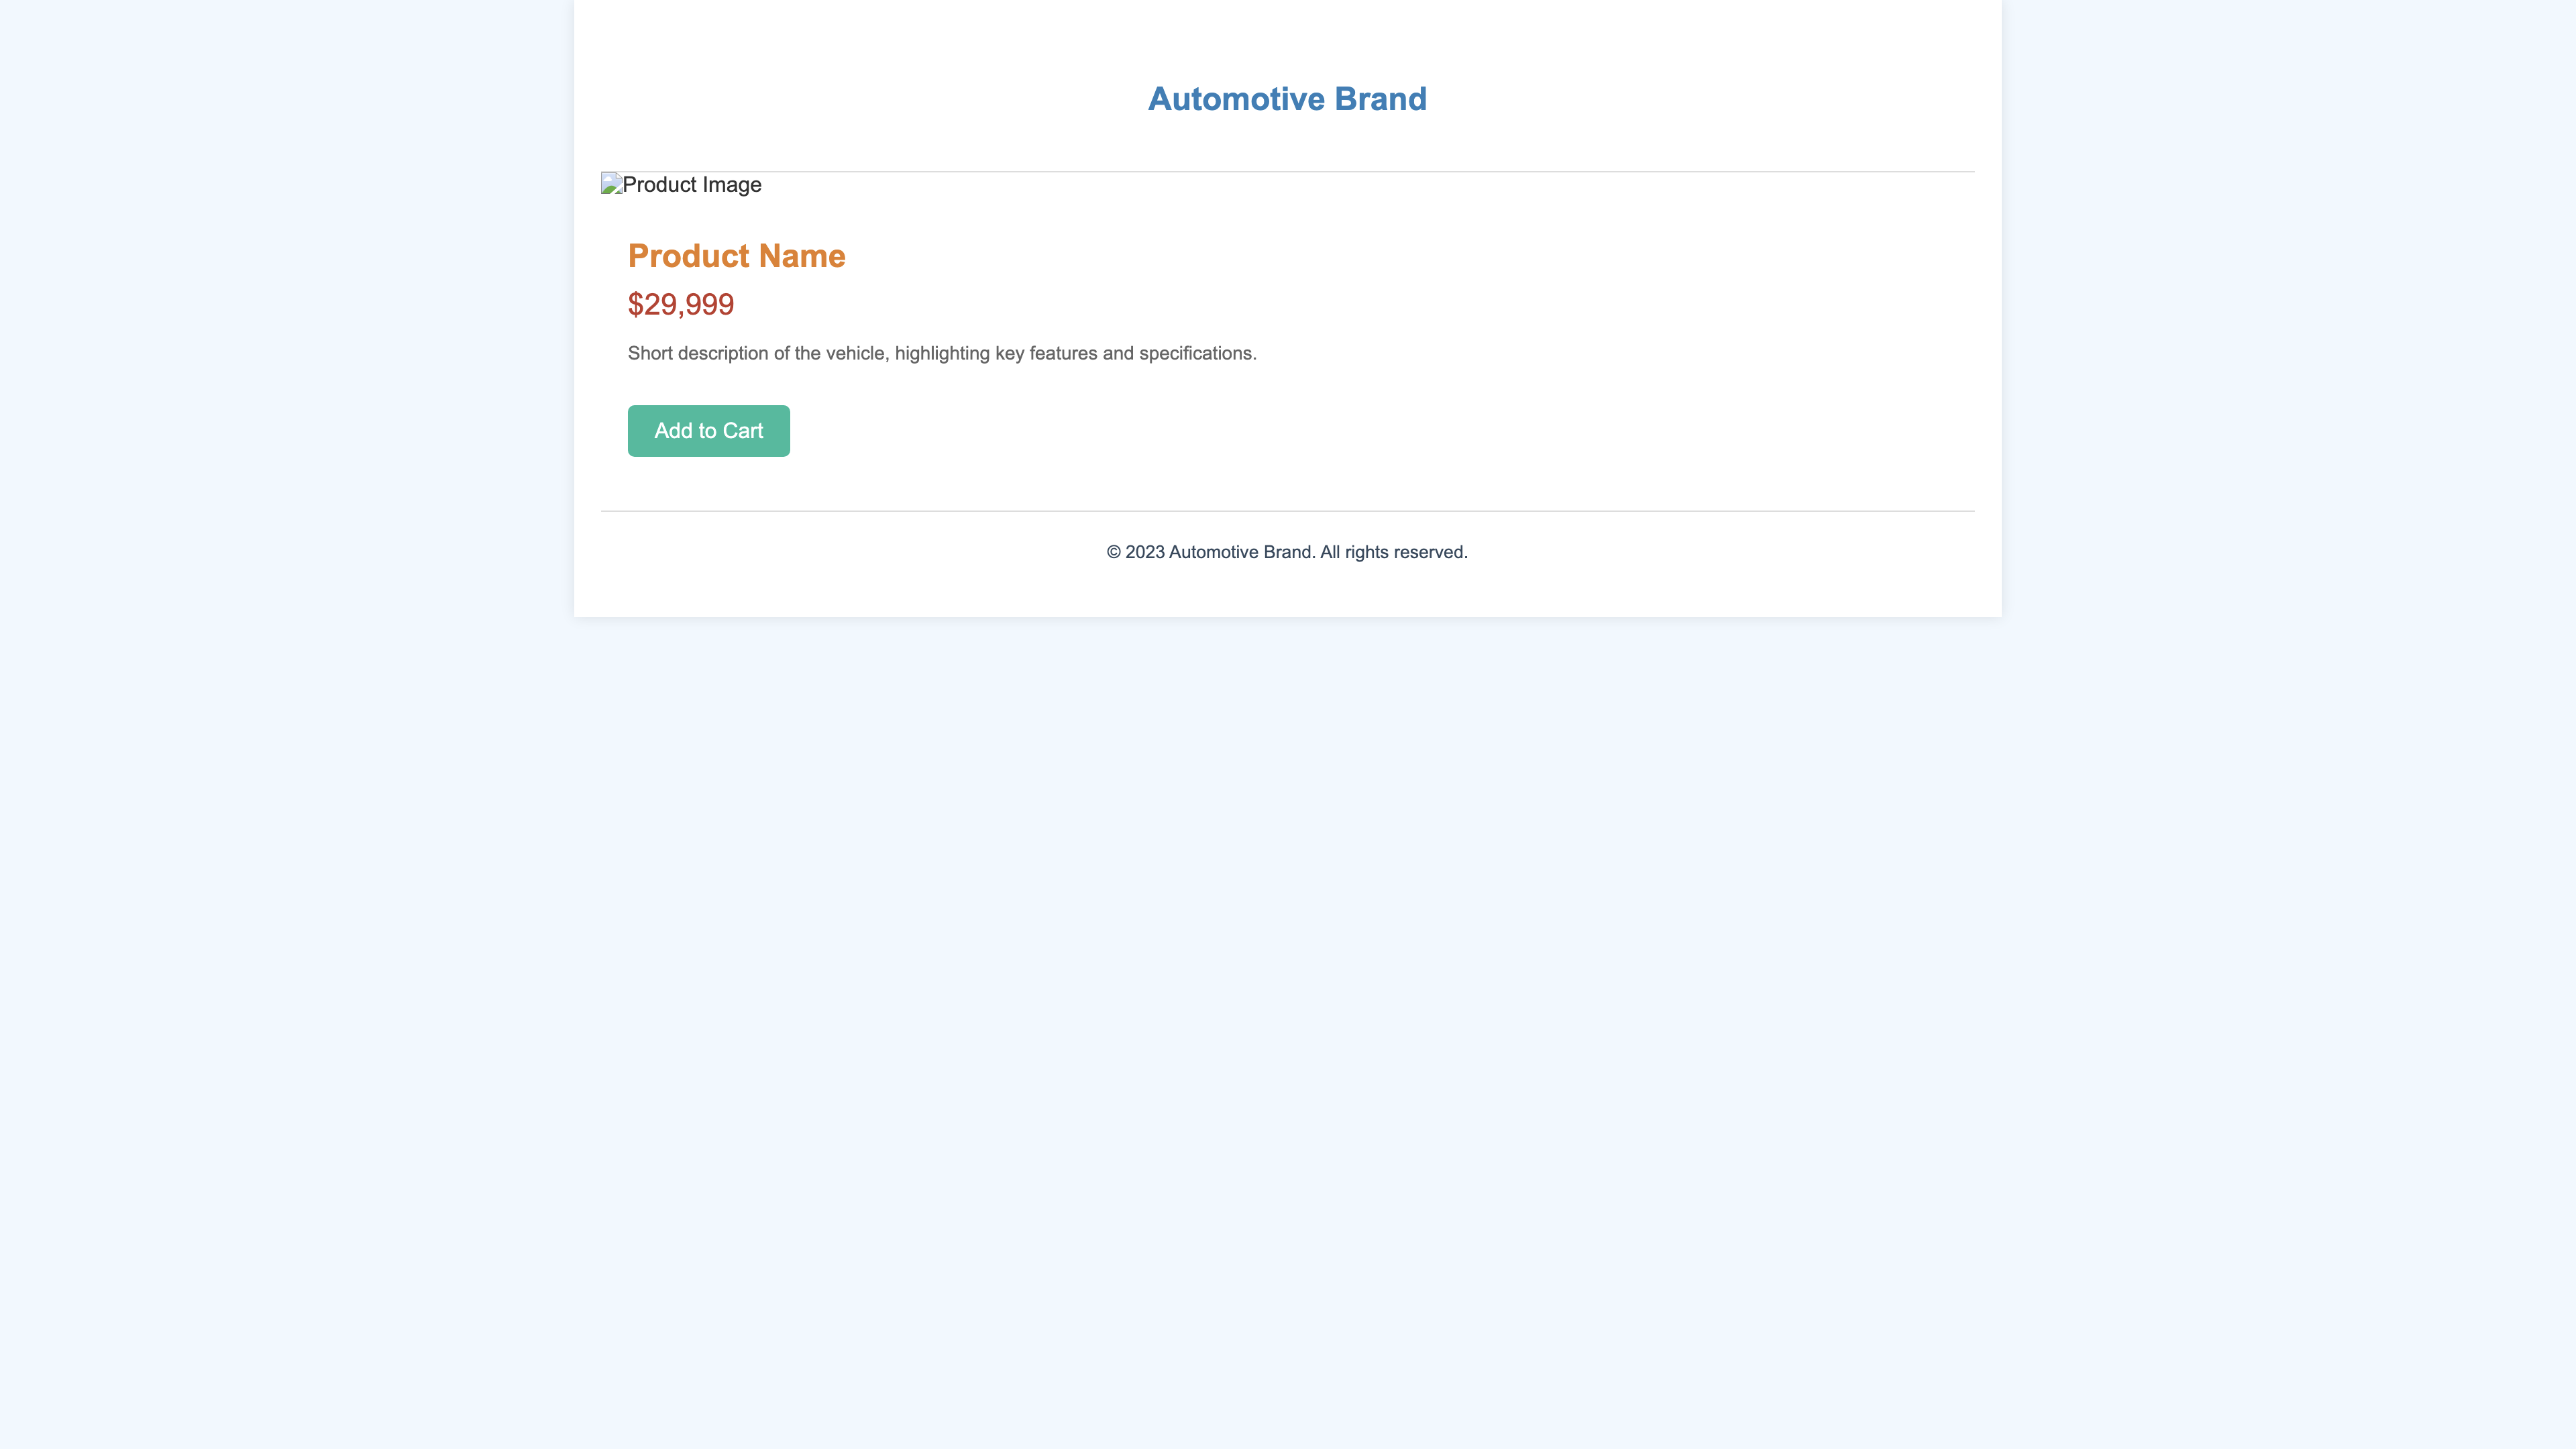 Automotive Brand
Product Image
Product Name
$29,999
Short description of the vehicle, highlighting key features and specifications.
Add to Cart
© 2023 Automotive Brand. All rights reserved.